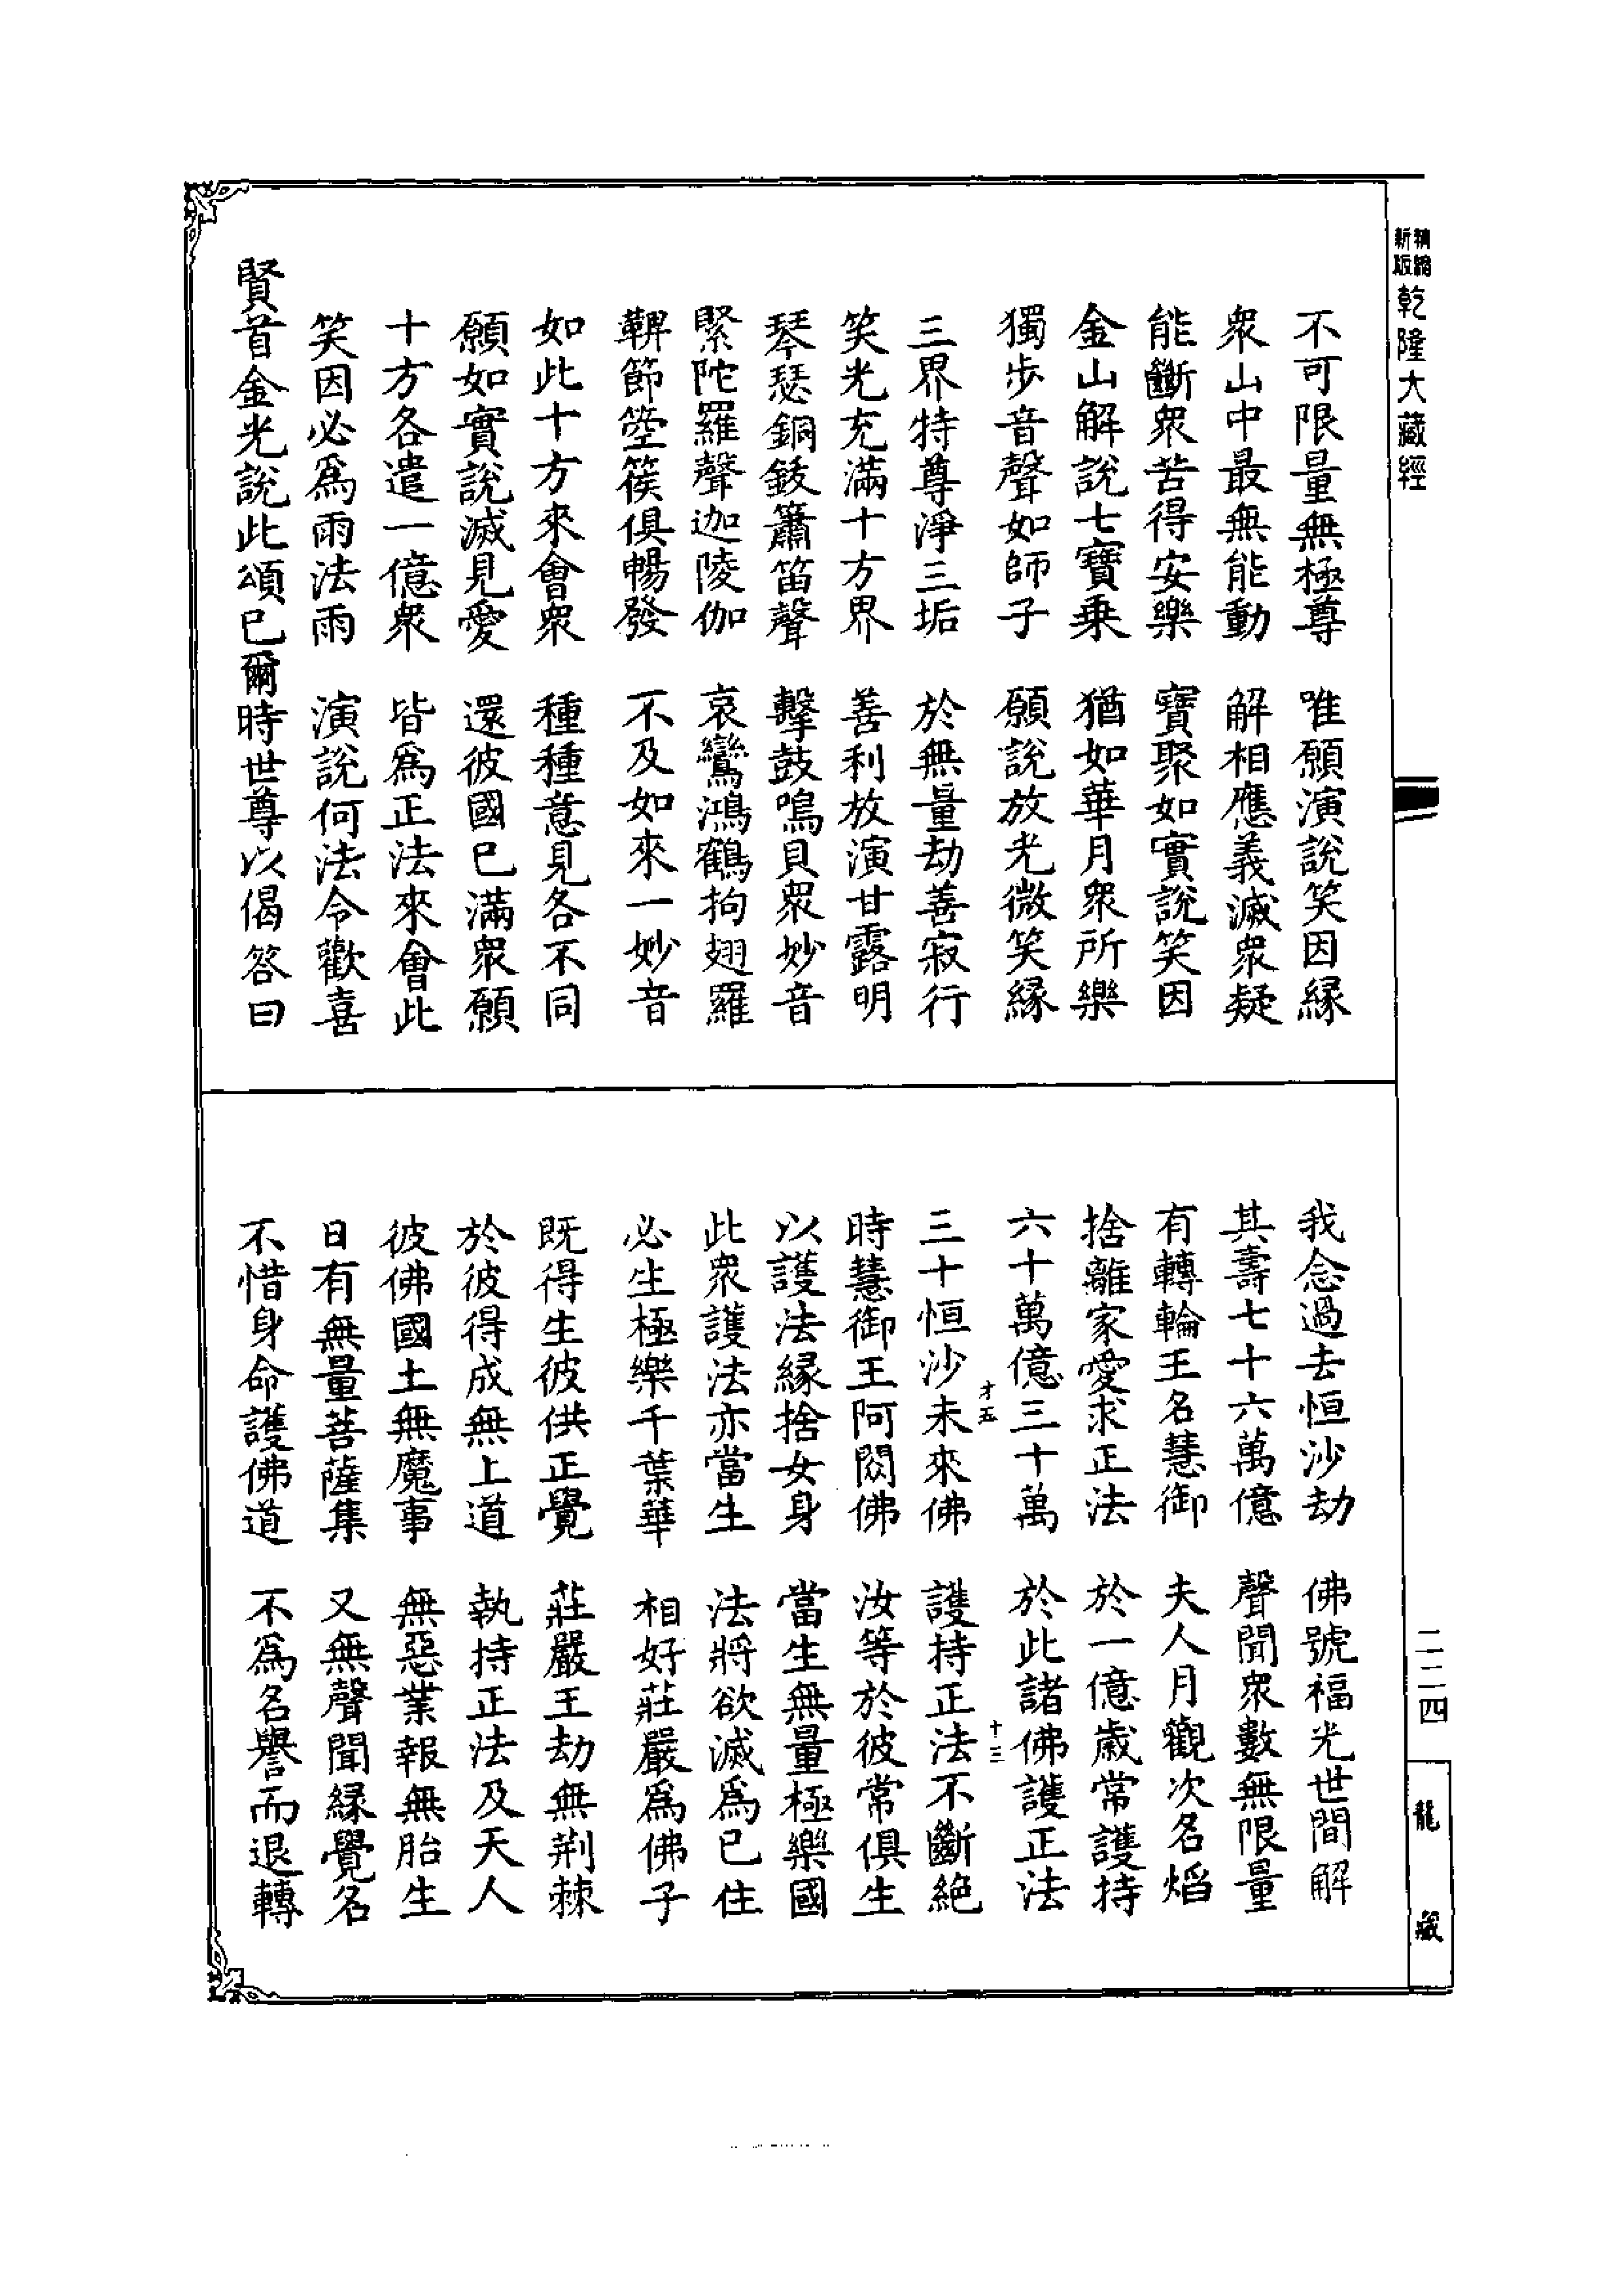 精縮新版 乾隆大藏經
不可限量無極尊 唯願演說笑因緣
衆山中最無能動 解相應義滅衆疑
能斷衆苦得安樂 寶聚如實說笑因
金山解說七寶乘 猶如華月衆所樂
獨步音聲如師子 願說放光微笑緣
三界特尊淨三垢 於無量劫善寂行
笑光充滿十方界 善利放演甘露明
琴瑟銅鈸簫笛聲 擊鼓鳴貝衆妙音
緊陀羅聲迦陵伽 哀鸞鴻鶴拘翅羅
鞞節箜篌俱暢發 不及如來一妙音
如此十方來會衆 種種意見各不同
願如實說滅見愛 還彼國已滿衆願
十方各遣一億衆 皆爲正法來會此
笑因必爲雨法雨 演說何法令歡喜
賢首金光說此頌已爾時世尊以偈答曰
我念過去恒沙劫 佛號福光世間解
其壽七十六萬億 聲聞衆數無限量
有轉輪王名慧御 夫人月觀次名焰
捨離家愛求正法 於一億歲常護持
六十萬億三十萬 於此諸佛護正法
才五 十三
三十恒沙未來佛 護持正法不斷絕
時慧御王阿閦佛 汝等於彼常俱生
以護法緣捨女身 當生無量極樂國
此衆護法亦當生 法將欲滅爲已住
必生極樂千葉華 相好莊嚴爲佛子
既得生彼供正覺 莊嚴王劫無荆棘
於彼得成無上道 執持正法及天人
彼佛國土無魔事 無惡業報無胎生
日有無量菩薩集 又無聲聞緣覺名
不惜身命護佛道 不爲名譽而退轉
二二四
龍藏